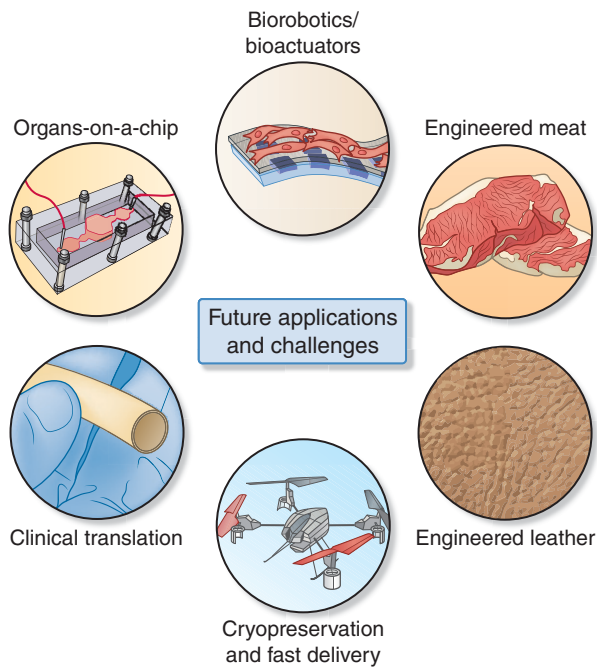 Biorobotics/
bioactuators
Organs-on-a-chip
Engineered meat
Future applications
and challenges
Clinical translation
Engineered leather
Cryopreservation
and fast delivery